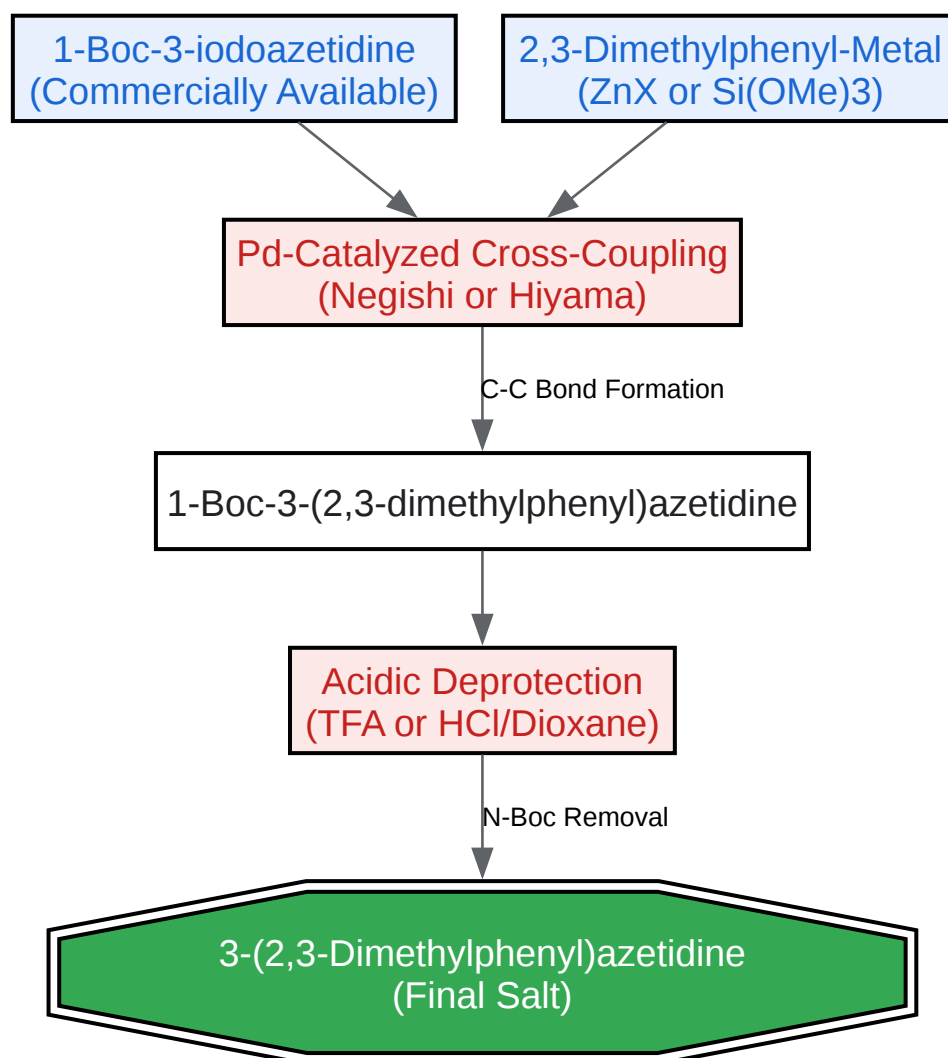 1-Boc-3-iodoazetidine
(Commercially Available)
2,3-Dimethylphenyl-Metal
(ZnX or Si(OMe)3)
Pd-Catalyzed Cross-Coupling
(Negishi or Hiyama)
C-C Bond Formation
1-Boc-3-(2,3-dimethylphenyl)azetidine
Acidic Deprotection
(TFA or HCl/Dioxane)
N-Boc Removal
3-(2,3-Dimethylphenyl)azetidine
(Final Salt)